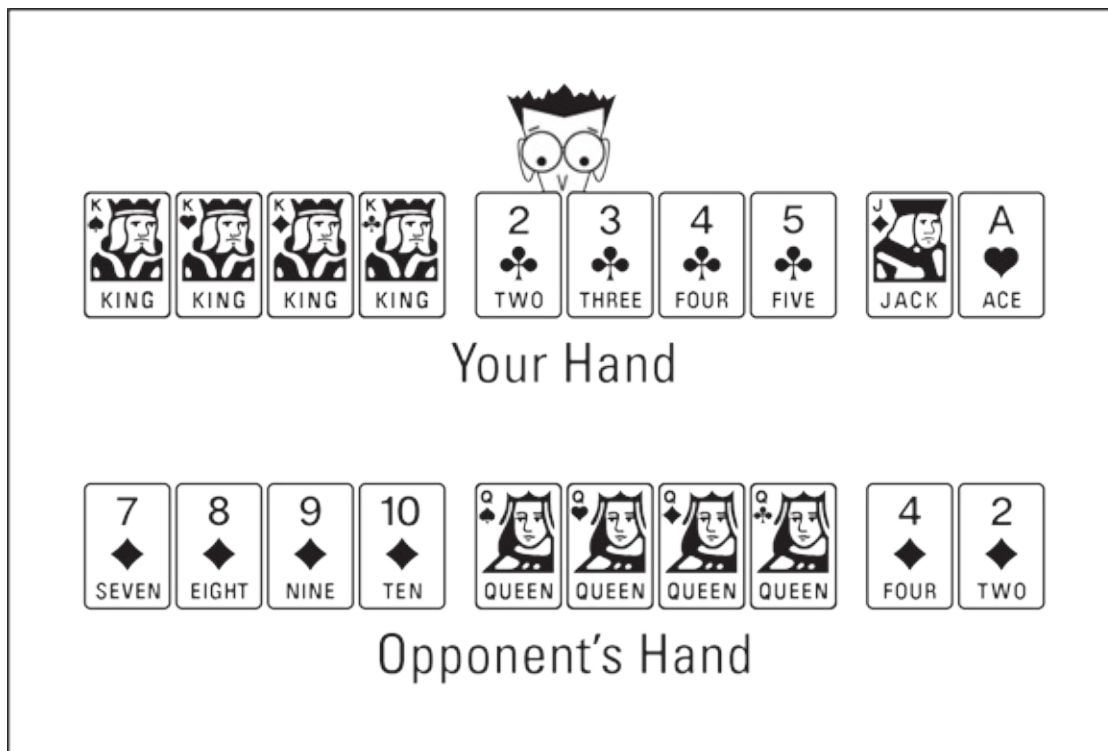 K K K K 2 3 4 5 J A
KING KING KING KING TWO THREE FOUR FIVE JACK ACE
Your Hand
7 8 9 10 Q Q Q Q 4 2
SEVEN EIGHT NINE TEN QUEEN QUEEN QUEEN QUEEN FOUR TWO
Opponent's Hand